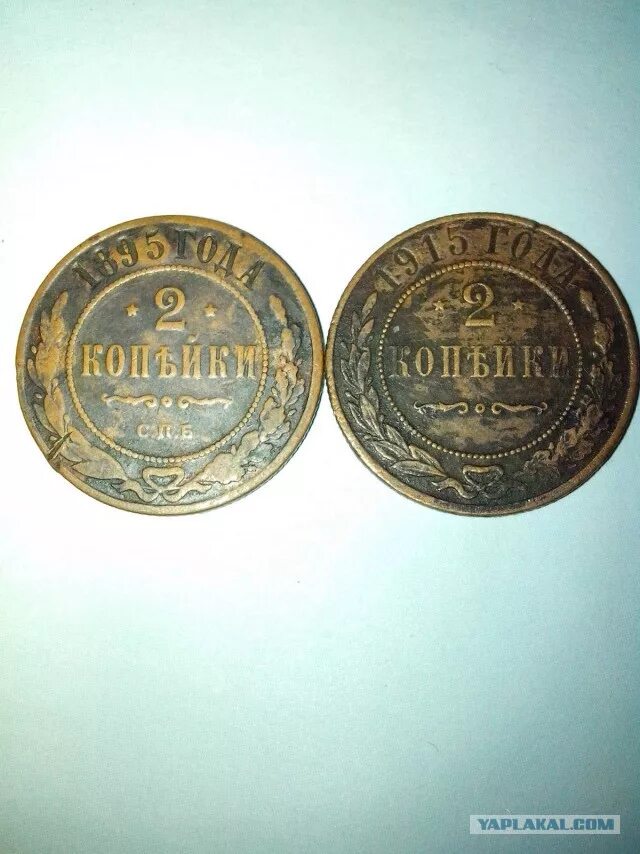 1895 ГОДА
2
КОПѢЙКИ
С.П.Б
1915 ГОДА
2
КОПѢЙКИ
YAPLAKAL.COM